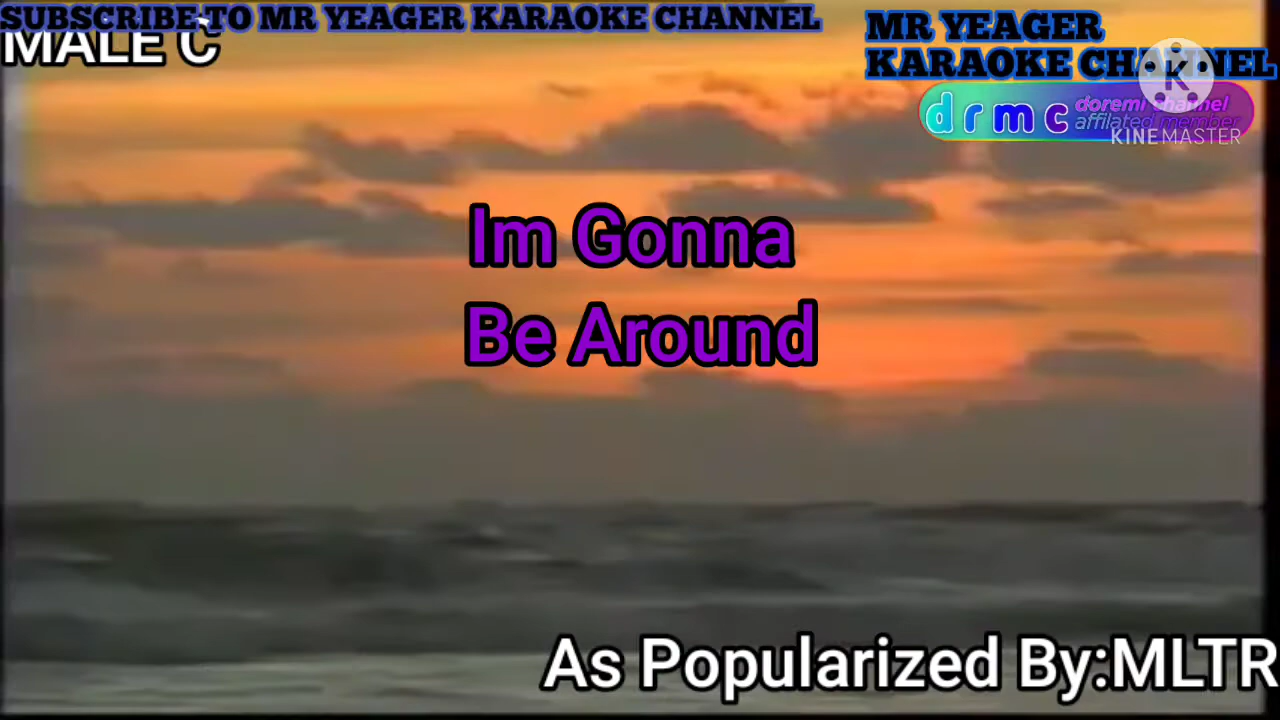 SUBSCRIBE TO MR YEAGER KARAOKE CHANNEL
MALE C
MR YEAGER
KARAOKE CHANNEL
K
drmc doremi channel
affilated member
KINEMASTER
Im Gonna
Be Around
As Popularized By:MLTR